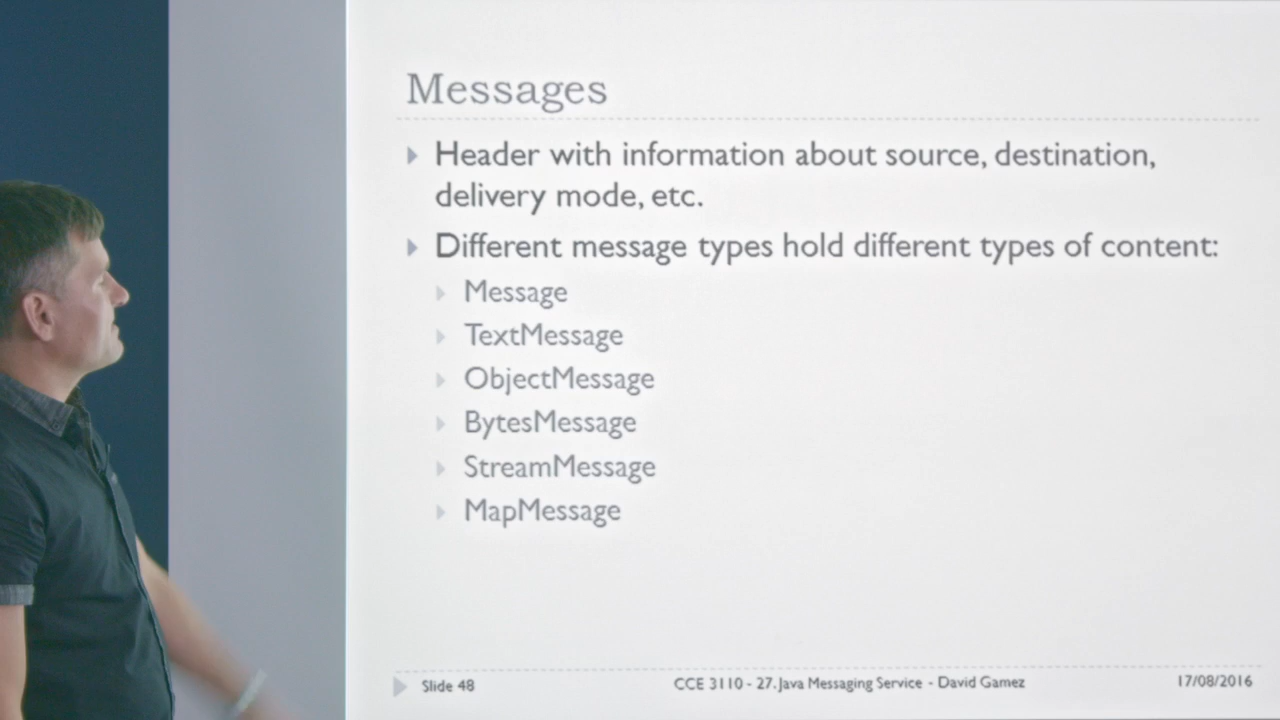 Messages
Header with information about source, destination,
delivery mode, etc.
Different message types hold different types of content:
Message
TextMessage
ObjectMessage
BytesMessage
StreamMessage
MapMessage
Slide 48
CCE 3110 - 27. Java Messaging Service - David Gamez
17/08/2016